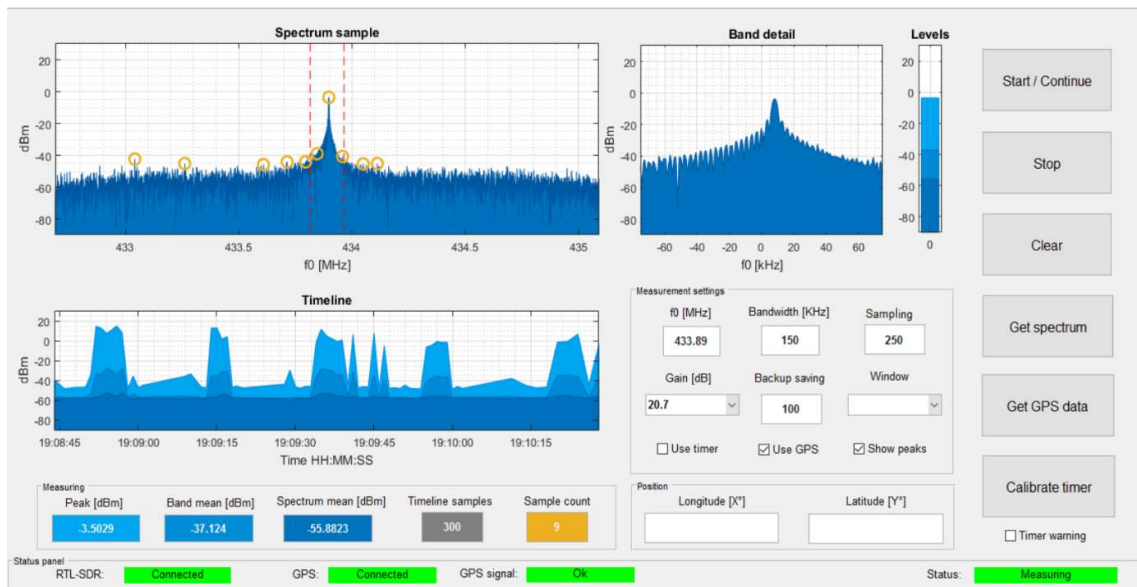 Spectrum sample
20
0
-20
-40
-60
-80
dBm
433
433.5
434
434.5
435
f0 [MHz]
Band detail
20
0
-20
-40
-60
-80
dBm
-60
-40
-20
0
20
40
60
f0 [kHz]
Levels
20
0
-20
-40
-60
-80
0
Start / Continue
Stop
Clear
Get spectrum
Get GPS data
Calibrate timer
Timer warning
Timeline
20
0
-20
-40
-60
-80
dBm
19:08:45
19:09:00
19:09:15
19:09:30
19:09:45
19:10:00
19:10:15
Time HH:MM:SS
Measurement settings
f0 [MHz]
Bandwidth [KHz]
Sampling
433.89
150
250
Gain [dB]
Backup saving
Window
20.7
100
Use timer
Use GPS
Show peaks
Measuring
Peak [dBm]
Band mean [dBm]
Spectrum mean [dBm]
Timeline samples
Sample count
-3.5029
-37.124
-55.8823
300
9
Position
Longitude [X°]
Latitude [Y°]
Status panel
RTL-SDR:
Connected
GPS:
Connected
GPS signal:
Ok
Status:
Measuring